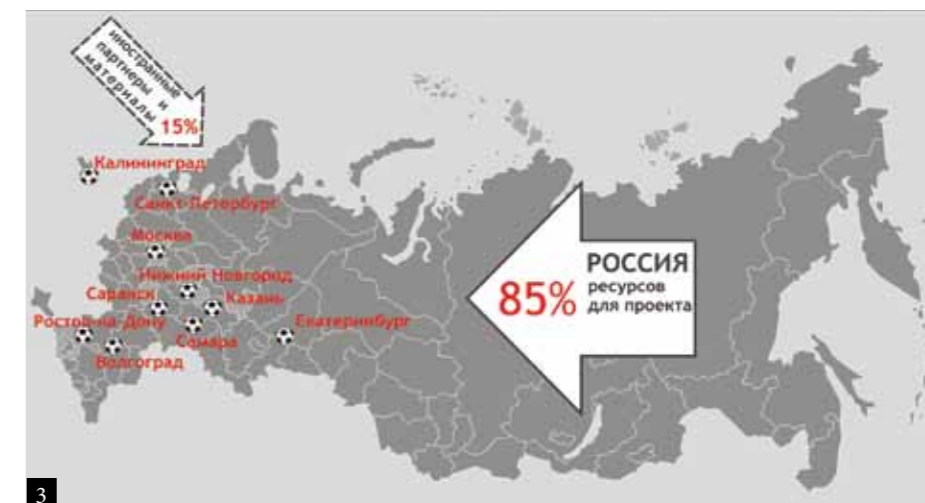 иностранные
партнеры и
материалы
15%
Калининград
Санкт-Петербург
Москва
Нижний Новгород
Саранск
Казань
Ростов-на-Дону
Самара
Екатеринбург
Волгоград
85%
РОССИЯ
ресурсов
для проекта
3